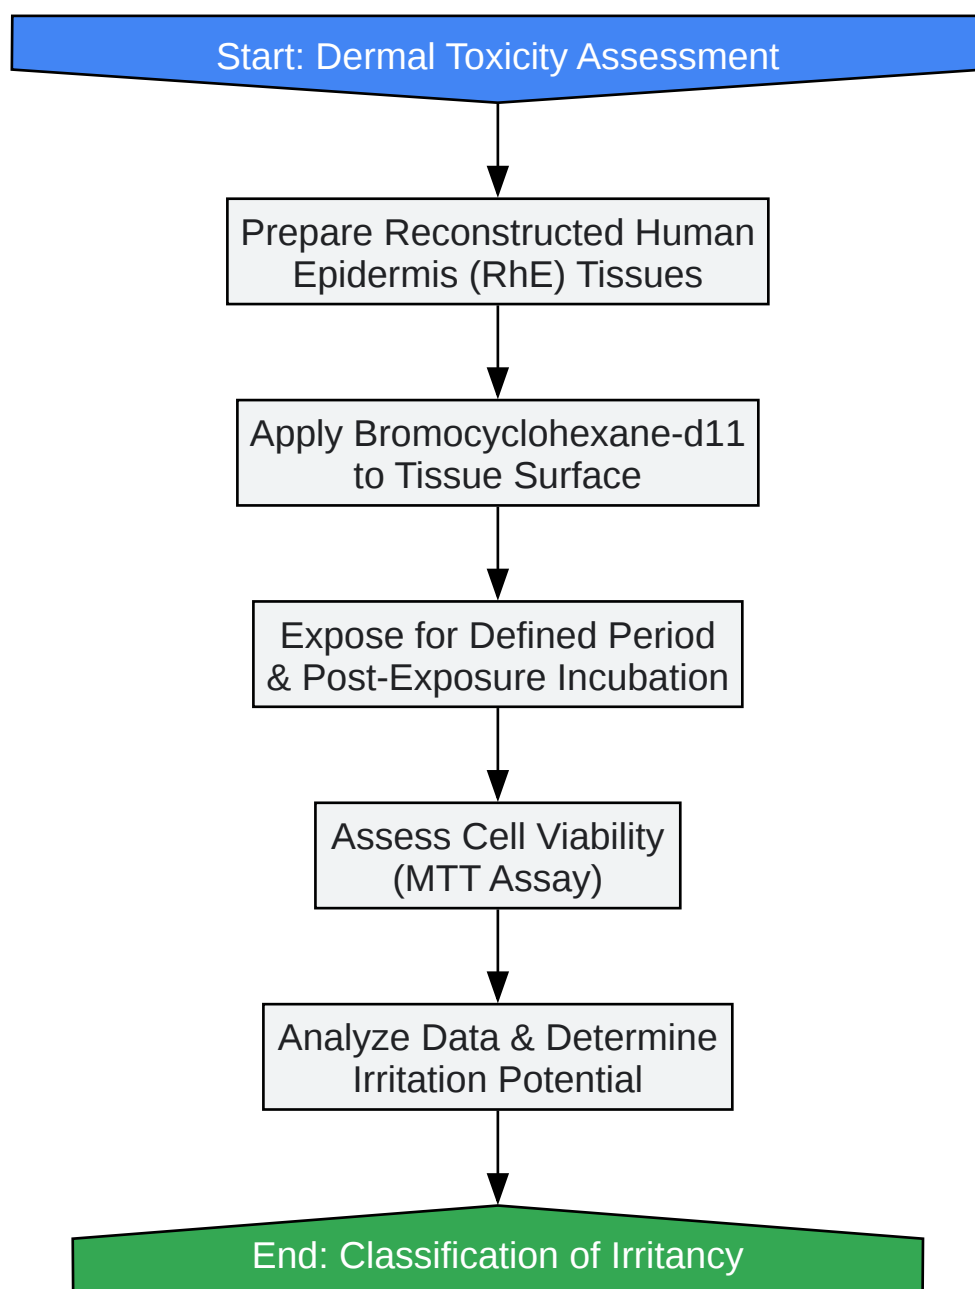 Start: Dermal Toxicity Assessment
Prepare Reconstructed Human
Epidermis (RhE) Tissues
Apply Bromocyclohexane-d11
to Tissue Surface
Expose for Defined Period
& Post-Exposure Incubation
Assess Cell Viability
(MTT Assay)
Analyze Data & Determine
Irritation Potential
End: Classification of Irritancy